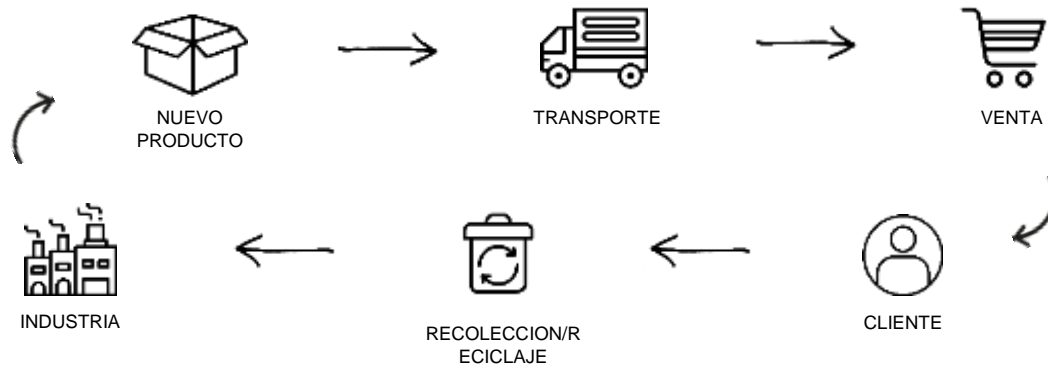 NUEVO
PRODUCTO
TRANSPORTE
VENTA
INDUSTRIA
RECOLECCION/R
ECICLAJE
CLIENTE